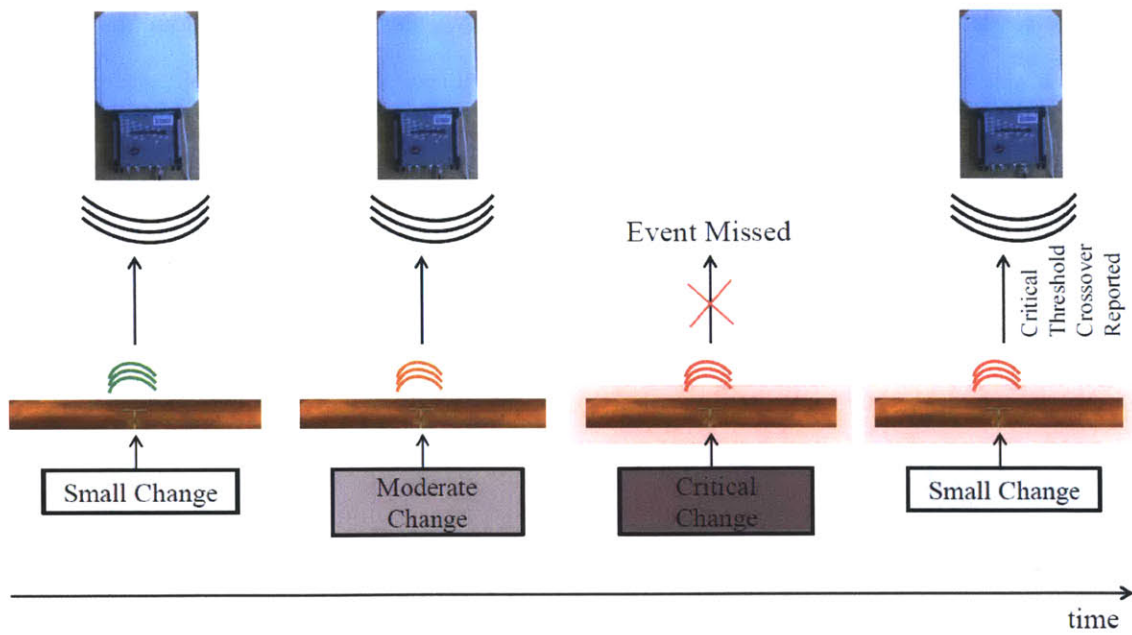 Event Missed
Critical
Threshold
Crossover
Reported
Small Change
Moderate
Change
Critical
Change
Small Change
time